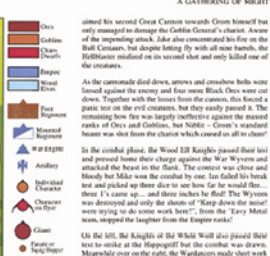 A GATHERING OF MIGHT
Orcs
Goblins
Chaos
Dwarfs
Empire
Wood
Elves
Foot
Regiment
Mounted
Regiment
War Engine
Artillery
Individual
Character
Character
on flyer
Giant
Fanatic or
Squig Hopper
aimed his second Great Cannon towards Grom himself but
only managed to damage the Goblin General's chariot. Aware
of the impending attack, Jake also concentrated his fire on the
Bull Centaurs, but despite letting fly with all nine barrels, the
HellBlaster misfired on its second shot and only killed one of
the creatures.
As the cannonade died down, arrows and crossbow bolts were
loosed against the enemy and four more Black Orcs were cut
down. Together with the losses from the cannon, this forced a
panic test on the evil creatures, but they easily passed it. The
remaining bow fire was largely ineffective against the massed
ranks of Orcs and Goblins, but Nibbla – Grom's standard
bearer was shot from the chariot which caused us all to cheer!
In the combat phase, the Wood Elf Knights passed their test
and pressed home their charge against the War Wyvern and
attacked the beast in the flank. The contest was close and
bloody but Mike won the combat by one. Ian failed his break
test and picked up three dice to see how far he would flee...
three 1's came up... and three inches he fled! The Wyvern
was destroyed and only the shouts of "Keep down the noise!
were trying to do some work here!", from the 'Eavy Metal
team, stopped the laughter from the Empire ranks!
On the left, the Knights of the White Wolf also passed their
test to strike at the Hippogriff but the combat was drawn.
Meanwhile over on the right, the Wardancers made short work